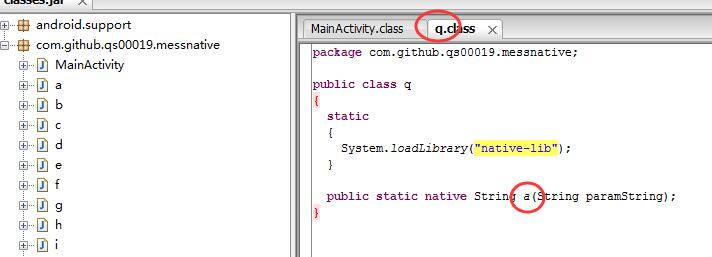 classes.jar
android.support
com.github.qs00019.messnative
MainActivity
a
b
c
d
e
f
g
h
i
MainActivity.class
q.class
package com.github.qs00019.messnative;
public class q
{
static
{
System.loadLibrary("native-lib");
}
public static native String a(String paramString);
}